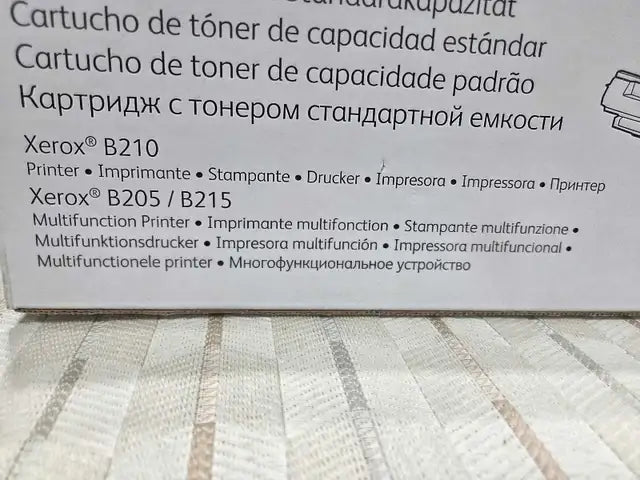 Standardkapazität
Cartucho de tóner de capacidad estándar
Cartucho de toner de capacidade padrão
Картридж с тонером стандартной емкости
Xerox® B210
Printer • Imprimante • Stampante • Drucker • Impresora • Impressora • Принтер
Xerox® B205 / B215
Multifunction Printer • Imprimante multifonction • Stampante multifunzione •
Multifunktionsdrucker • Impresora multifunción • Impressora multifuncional •
Multifunctionele printer • Многофункциональное устройство